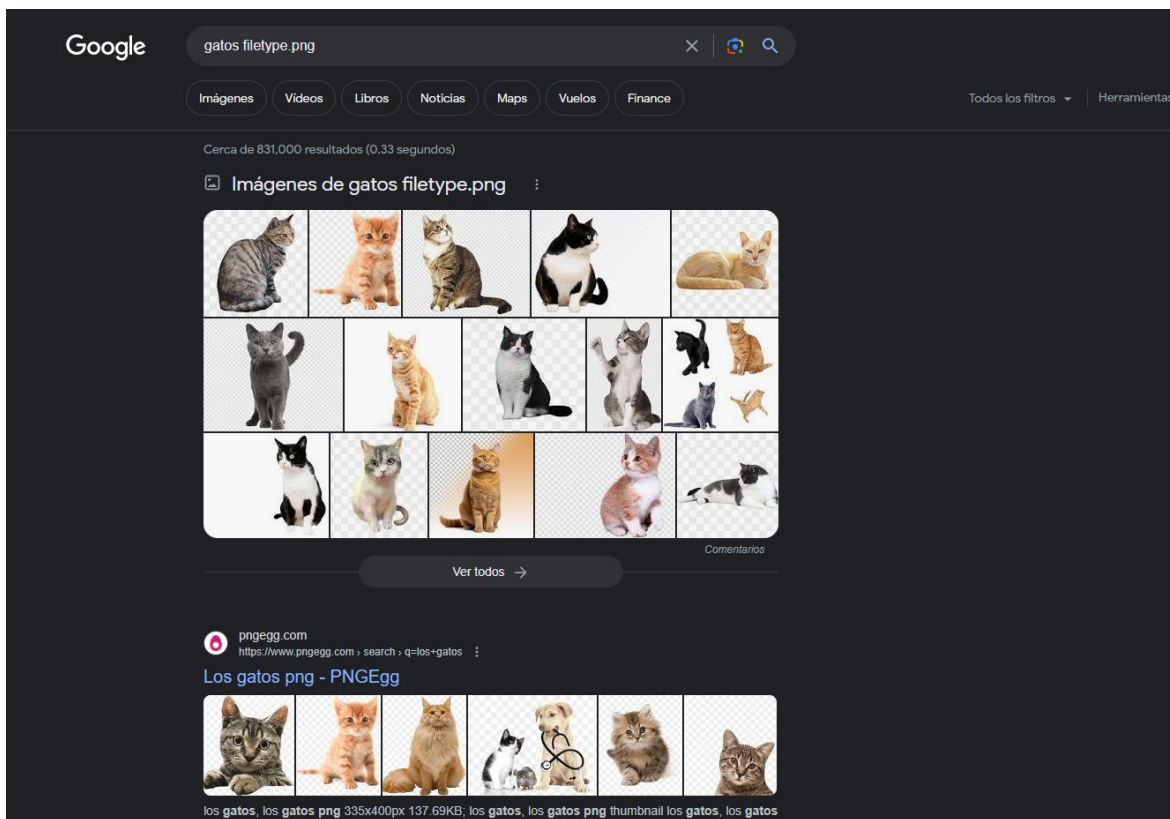 Google
gatos filetype.png
Imágenes Vídeos Libros Noticias Maps Vuelos Finance
Todos los filtros Herramientas
Cerca de 831,000 resultados (0.33 segundos)
Imágenes de gatos filetype.png
Comentarios
Ver todos
pngegg.com
https://www.pngegg.com › search › q=los+gatos
Los gatos png - PNGEgg
los gatos, los gatos png 335x400px 137.69KB; los gatos, los gatos png thumbnail los gatos, los gatos